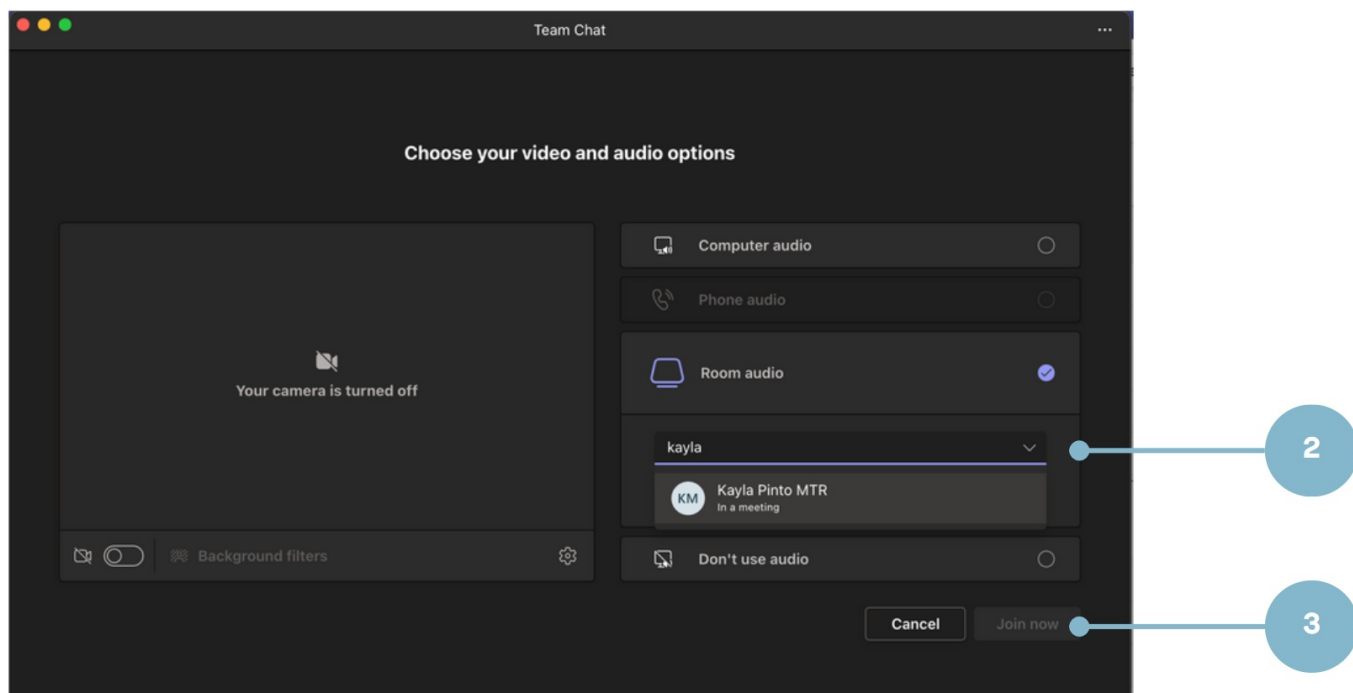 Team Chat
Choose your video and audio options
Your camera is turned off
Background filters
Computer audio
Phone audio
Room audio
kayla
KM
Kayla Pinto MTR
In a meeting
Don't use audio
Cancel
Join now
2
3